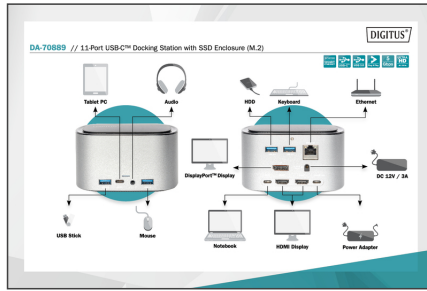 DIGITUS®
DA-70889 // 11-Port USB-C™ Docking Station with SSD Enclosure (M.2)
Tablet PC
Audio
HDD
Keyboard
Ethernet
DisplayPort™ Display
DC 12V / 3A
USB Stick
Mouse
Notebook
HDMI Display
Power Adapter